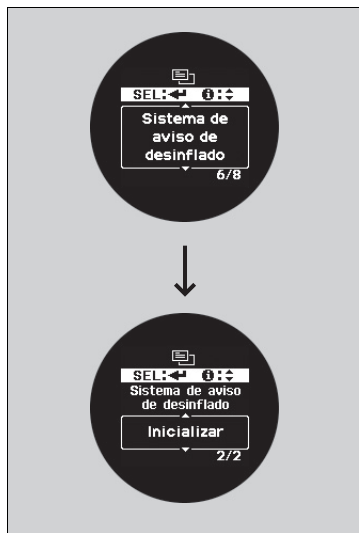 SEL:↵ ℹ:⬍
Sistema de
aviso de
desinflado
6/8
SEL:↵ ℹ:⬍
Sistema de aviso
de desinflado
Inicializar
2/2